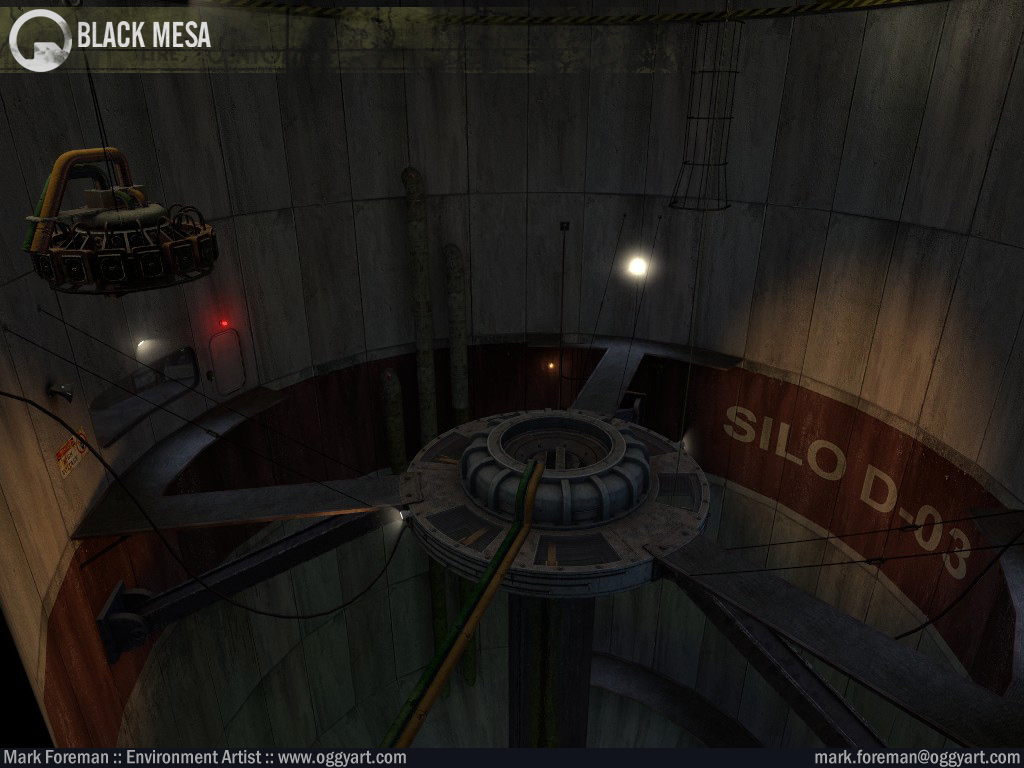 BLACK MESA
SILO D-03
Mark Foreman :: Environment Artist :: www.oggyart.com
mark.foreman@oggyart.com